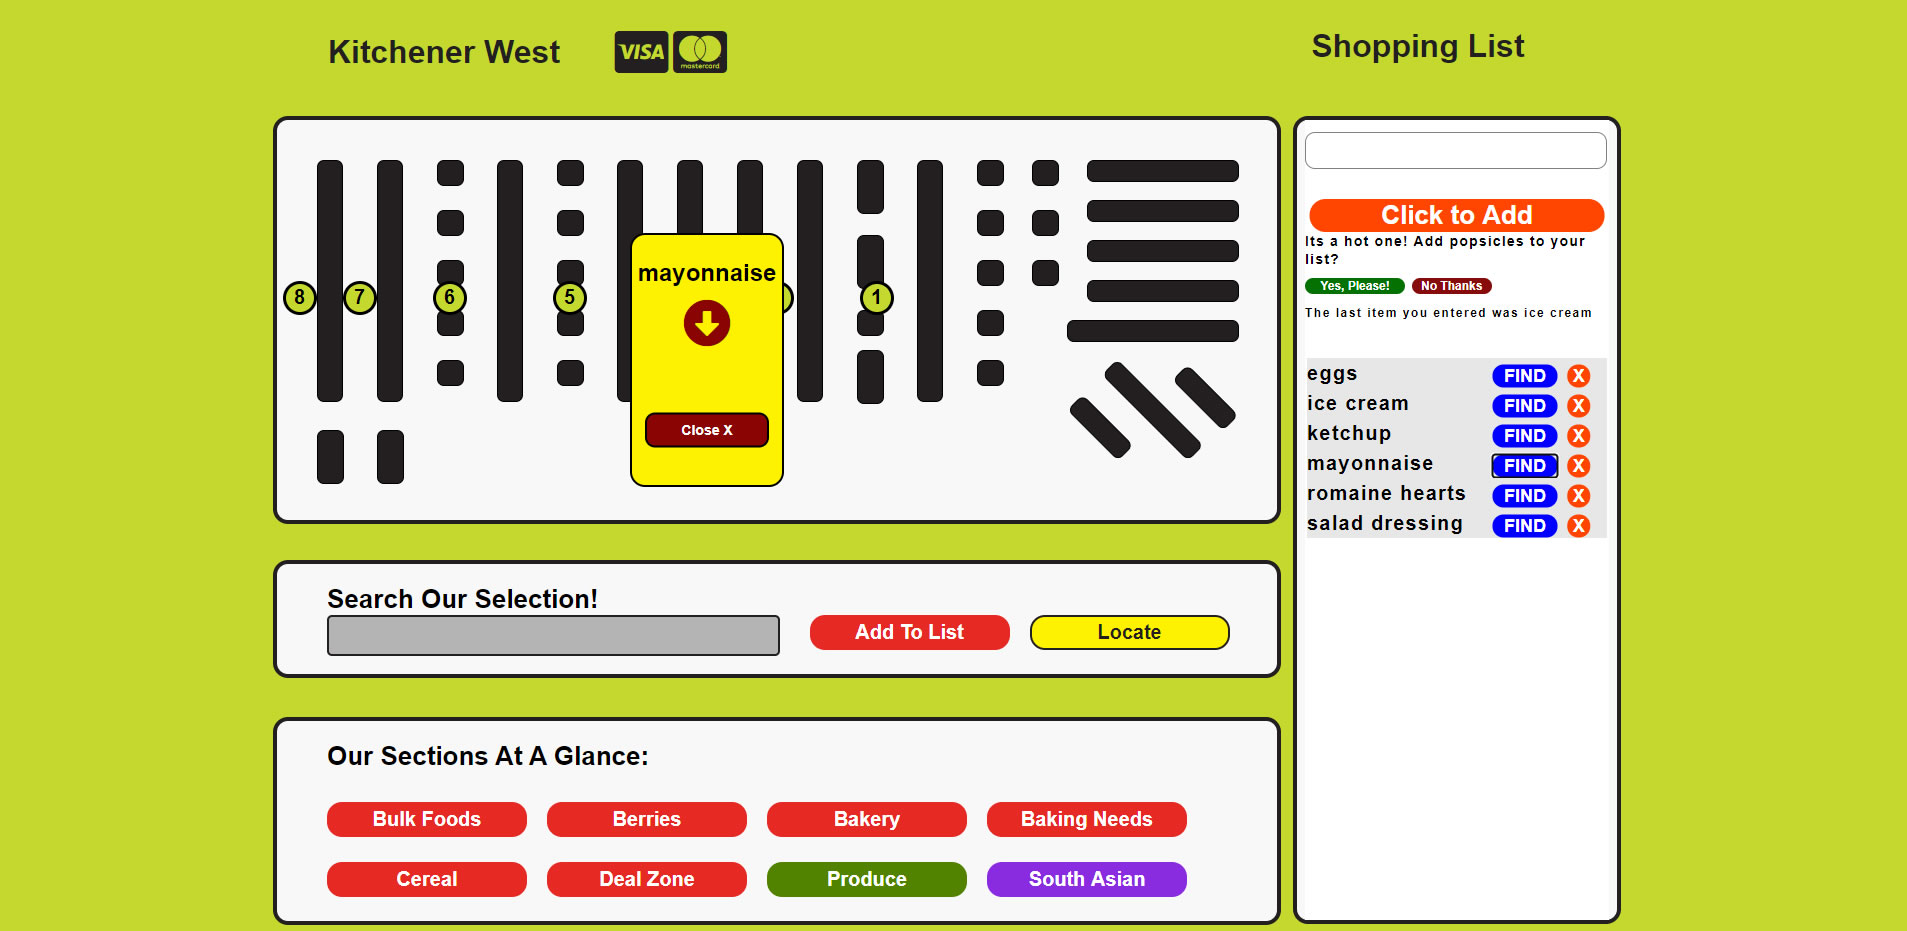 Kitchener West
VISA
mastercard
Shopping List
mayonnaise
8
7
6
5
1
Close X
Click to Add
Its a hot one! Add popsicles to your
list?
Yes, Please!
No Thanks
The last item you entered was ice cream
eggs FIND X
ice cream FIND X
ketchup FIND X
mayonnaise FIND X
romaine hearts FIND X
salad dressing FIND X
Search Our Selection!
Add To List
Locate
Our Sections At A Glance:
Bulk Foods
Berries
Bakery
Baking Needs
Cereal
Deal Zone
Produce
South Asian